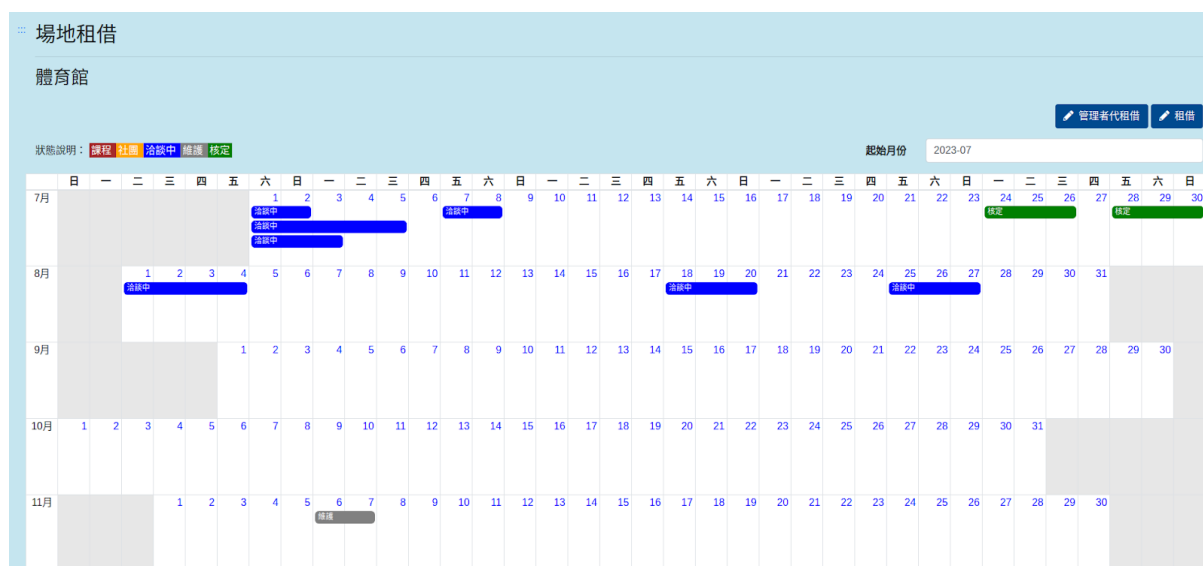 :::
場地租借
體育館
管理者代租借 租借
狀態說明： 課程 社團 洽談中 維護 核定
起始月份 2023-07
日 一 二 三 四 五 六 日 一 二 三 四 五 六 日 一 二 三 四 五 六 日 一 二 三 四 五 六 日 一 二 三 四 五 六 日
7月 1 2 3 4 5 6 7 8 9 10 11 12 13 14 15 16 17 18 19 20 21 22 23 24 25 26 27 28 29 30
洽談中 洽談中 核定 核定
洽談中
洽談中
8月 1 2 3 4 5 6 7 8 9 10 11 12 13 14 15 16 17 18 19 20 21 22 23 24 25 26 27 28 29 30 31
洽談中 洽談中 洽談中
9月 1 2 3 4 5 6 7 8 9 10 11 12 13 14 15 16 17 18 19 20 21 22 23 24 25 26 27 28 29 30
10月 1 2 3 4 5 6 7 8 9 10 11 12 13 14 15 16 17 18 19 20 21 22 23 24 25 26 27 28 29 30 31
11月 1 2 3 4 5 6 7 8 9 10 11 12 13 14 15 16 17 18 19 20 21 22 23 24 25 26 27 28 29 30
維護